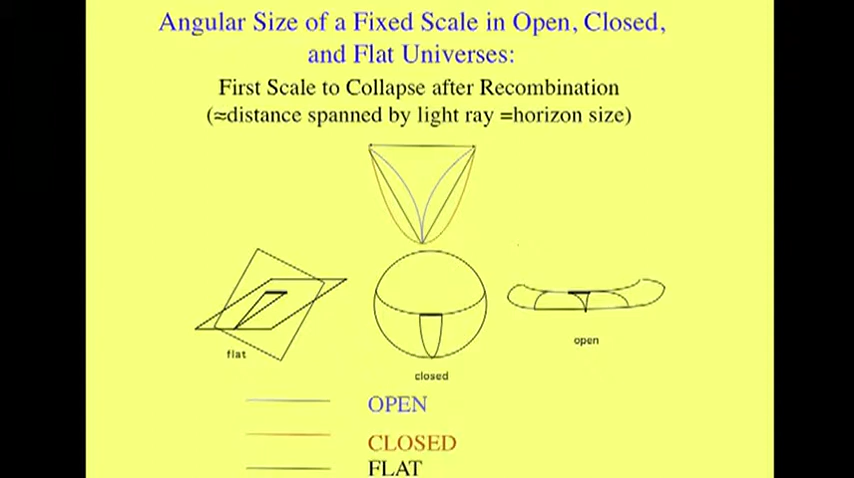 Angular Size of a Fixed Scale in Open, Closed,
and Flat Universes:
First Scale to Collapse after Recombination
(≈distance spanned by light ray =horizon size)
flat
closed
open
OPEN
CLOSED
FLAT